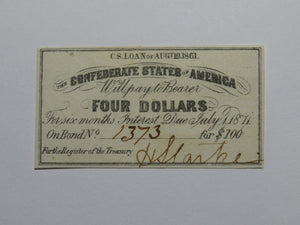 C.S. LOAN OF AUG. 19. 1861.
THE CONFEDERATE STATES OF AMERICA
Will pay to Bearer
FOUR DOLLARS.
For six months Interest Due July 1, 187
On Bond No 1373 for $100
For the Register of the Treasury